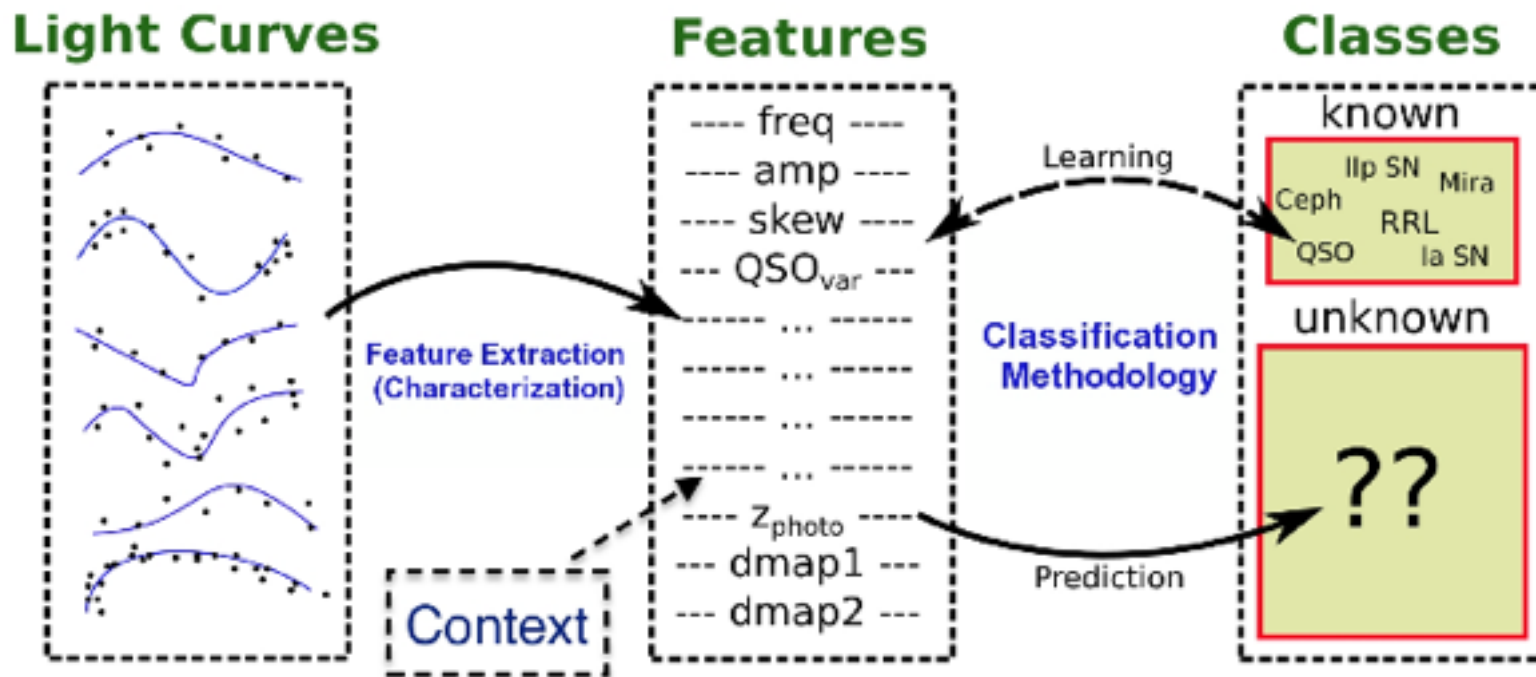 Light Curves
Features
Classes
---- freq ----
---- amp ----
---- skew ----
--- QSOvar ---
------ ... ------
------ ... ------
------ ... ------
------ ... ------
---- zphoto ----
--- dmap1 ---
--- dmap2 ---
Feature Extraction
(Characterization)
Context
Learning
Classification
Methodology
Prediction
known
IIp SN
Mira
Ceph
RRL
QSO
Ia SN
unknown
??